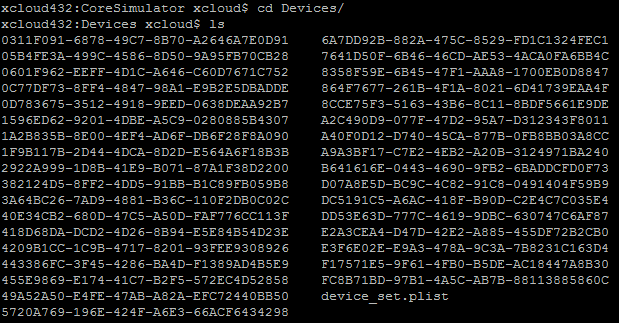 xcloud432:CoreSimulator xcloud$ cd Devices/
xcloud432:Devices xcloud$ ls
0311F091-6878-49C7-8B70-A2646A7E0D91 6A7DD92B-882A-475C-8529-FD1C1324FEC1
05B4FE3A-499C-4586-8D50-9A95FB70CB28 7641D50F-6B46-46CD-AE53-4ACA0FA6BB4C
0601F962-EEFF-4D1C-A646-C60D7671C752 8358F59E-6B45-47F1-AAA8-1700EB0D8847
0C77DF73-8FF4-4847-98A1-E9B2E5DBADDE 864F7677-261B-4F1A-8021-6D41739EAA4F
0D783675-3512-4918-9EED-0638DEAA92B7 8CCE75F3-5163-43B6-8C11-8BDF5661E9DE
1596ED62-9201-4DBE-A5C9-0280885B4307 A2C490D9-077F-47D2-95A7-D312343F8011
1A2B835B-8E00-4EF4-AD6F-DB6F28F8A090 A40F0D12-D740-45CA-877B-0FB8BB03A8CC
1F9B117B-2D44-4DCA-8D2D-E564A6F18B3B A9A3BF17-C7E2-4EB2-A20B-3124971BA240
2922A999-1D8B-41E9-B071-87A1F38D2200 B641616E-0443-4690-9FB2-6BADDCFD0F73
382124D5-8FF2-4DD5-91BB-B1C89FB059B8 D07A8E5D-BC9C-4C82-91C8-0491404F59B9
3A64BC26-7AD9-4881-B36C-110F2DB0C02C DC5191C5-A6AC-418F-B90D-C2E4C7C035E4
40E34CB2-680D-47C5-A50D-FAF776CC113F DD53E63D-777C-4619-9DBC-630747C6AF87
418D68DA-DCD2-4D26-8B94-E5E84B54D23E E2A3CEA4-D47D-42E2-A885-455DF72B2CB0
4209B1CC-1C9B-4717-8201-93FEE9308926 E3F6E02E-E9A3-478A-9C3A-7B8231C163D4
443386FC-3F45-4286-BA4D-F1389AD4B5E9 F17571E5-9F61-4FB0-B5DE-AC18447A8B30
455E9869-E174-41C7-B2F5-572EC4D52858 FC8B71BD-97B1-4A5C-AB7B-88113885860C
49A52A50-E4FE-47AB-A82A-EFC72440BB50 device_set.plist
5720A769-196E-424F-A6E3-66ACF6434298